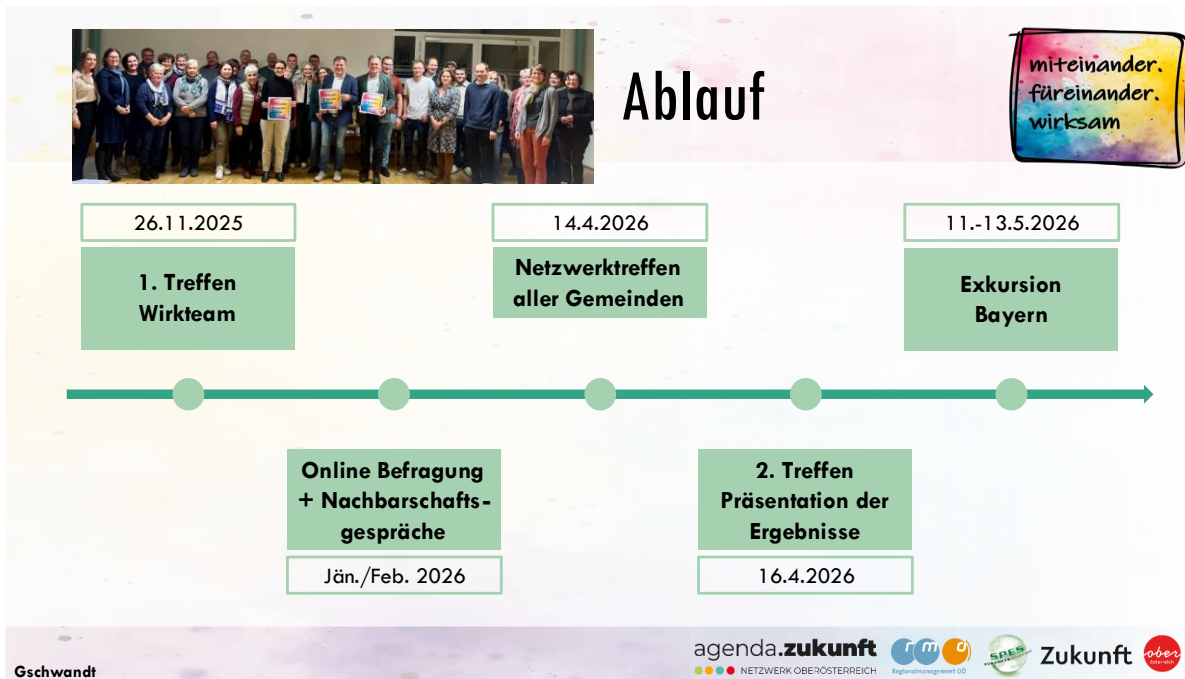 Ablauf
miteinander.
füreinander.
wirksam
26.11.2025
1. Treffen
Wirkteam
14.4.2026
Netzwerktreffen
aller Gemeinden
11.-13.5.2026
Exkursion
Bayern
Online Befragung
+ Nachbarschafts-
gespräche
Jän./Feb. 2026
2. Treffen
Präsentation der
Ergebnisse
16.4.2026
Gschwandt
agenda.zukunft
NETZWERK OBERÖSTERREICH
rmd
Regionalmanagement OÖ
SPES
Zukunft
ober
österreich